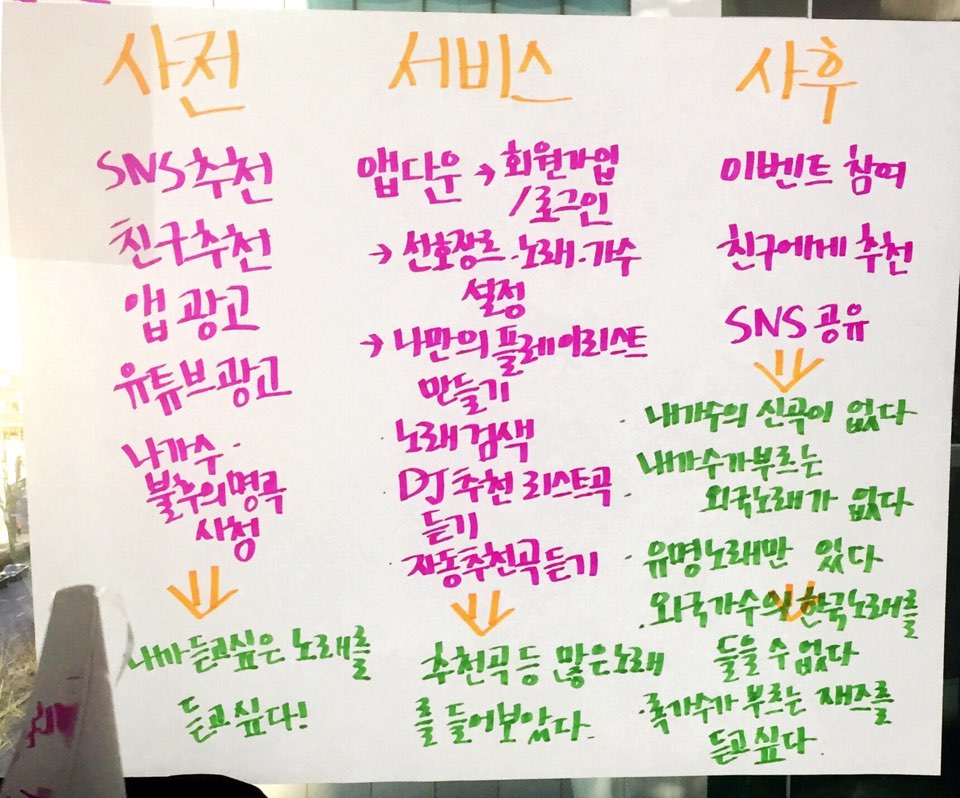 사전
SNS 추천
친구추천
앱 광고
유튜브광고
나가수·
불후의명곡
시청
내가 듣고싶은 노래를
듣고 싶다!
서비스
앱다운 → 회원가입
/로그인
→ 선호장르·노래·가수
설정
→ 나만의 플레이리스트
만들기
· 노래검색
· DJ 추천 리스트곡
듣기
· 자동추천곡듣기
추천곡 등 많은노래
를 들어보았다.
사후
이벤트 참여
친구에게 추천
SNS 공유
· 내가수의 신곡이 없다
· 내가수가부르는
외국노래가 없다
· 유명노래만 있다
· 외국가수의 한국노래를
들을 수 없다
· 록가수가 부르는 재즈를
듣고싶다.